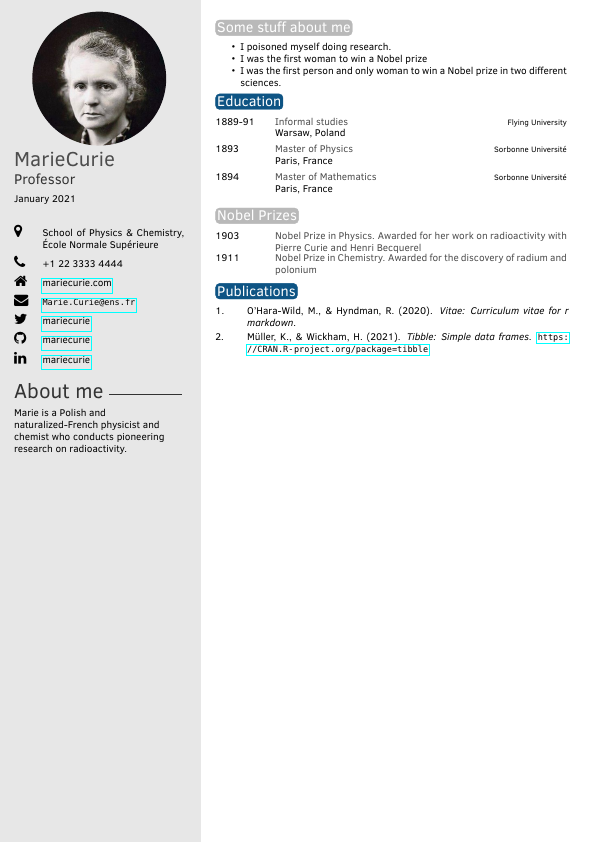 MarieCurie
Professor
January 2021
School of Physics & Chemistry,
École Normale Supérieure
+1 22 3333 4444
mariecurie.com
Marie.Curie@ens.fr
mariecurie
mariecurie
mariecurie
About me
Marie is a Polish and
naturalized-French physicist and
chemist who conducts pioneering
research on radioactivity.
Some stuff about me
• I poisoned myself doing research.
• I was the first woman to win a Nobel prize
• I was the first person and only woman to win a Nobel prize in two different
sciences.
Education
1889-91 Informal studies Flying University
Warsaw, Poland
1893 Master of Physics Sorbonne Université
Paris, France
1894 Master of Mathematics Sorbonne Université
Paris, France
Nobel Prizes
1903 Nobel Prize in Physics. Awarded for her work on radioactivity with
Pierre Curie and Henri Becquerel
1911 Nobel Prize in Chemistry. Awarded for the discovery of radium and
polonium
Publications
1. O'Hara-Wild, M., & Hyndman, R. (2020). Vitae: Curriculum vitae for r
markdown.
2. Müller, K., & Wickham, H. (2021). Tibble: Simple data frames. https:
//CRAN.R-project.org/package=tibble